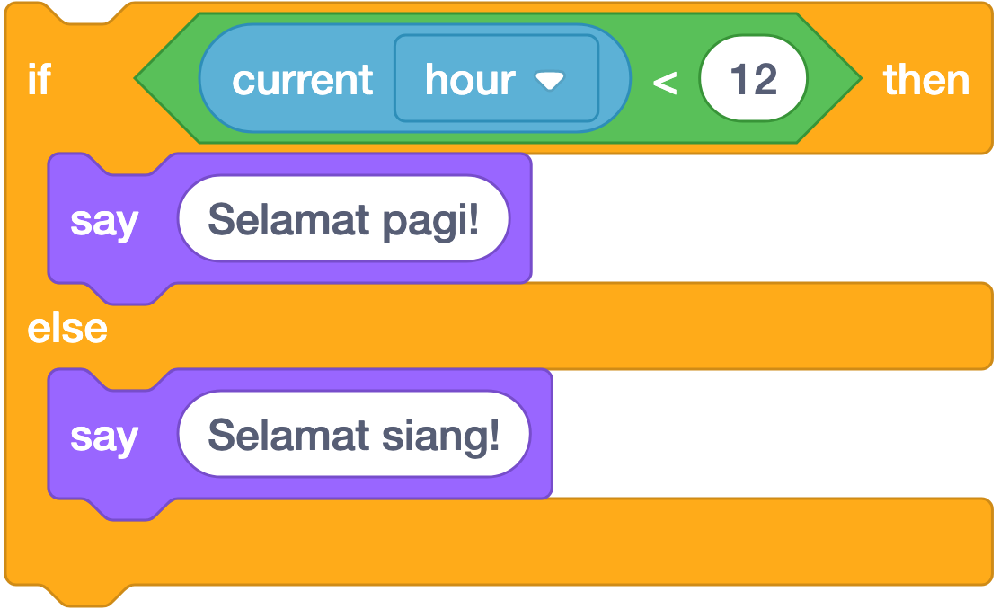 if current hour < 12 then
say Selamat pagi!
else
say Selamat siang!